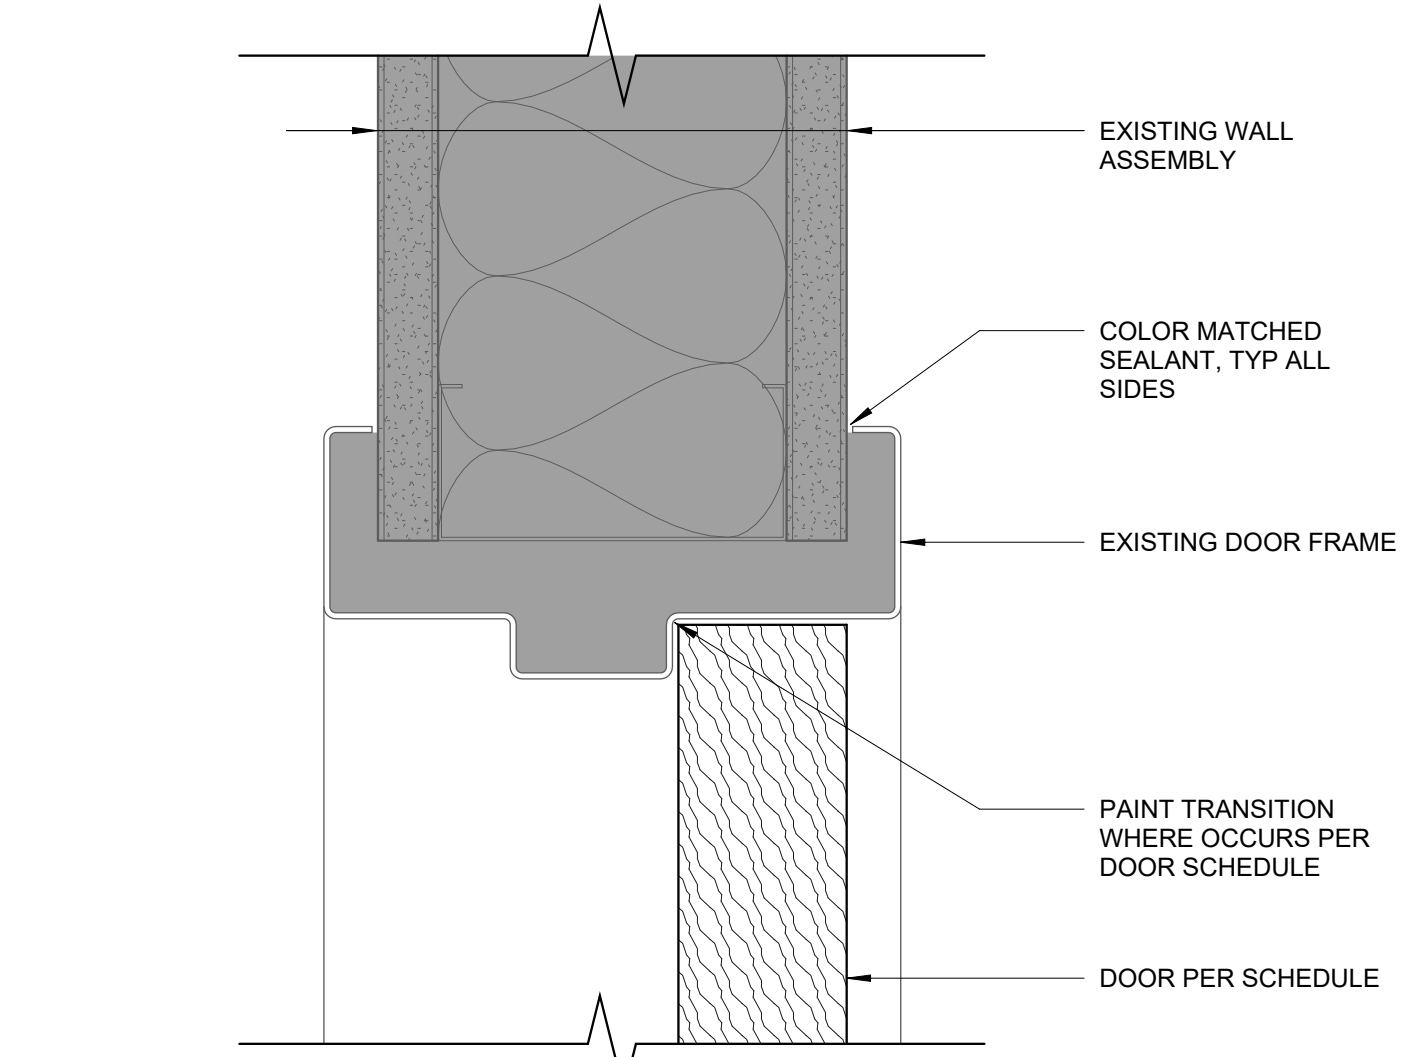 EXISTING WALL
ASSEMBLY
COLOR MATCHED
SEALANT, TYP ALL
SIDES
EXISTING DOOR FRAME
PAINT TRANSITION
WHERE OCCURS PER
DOOR SCHEDULE
DOOR PER SCHEDULE